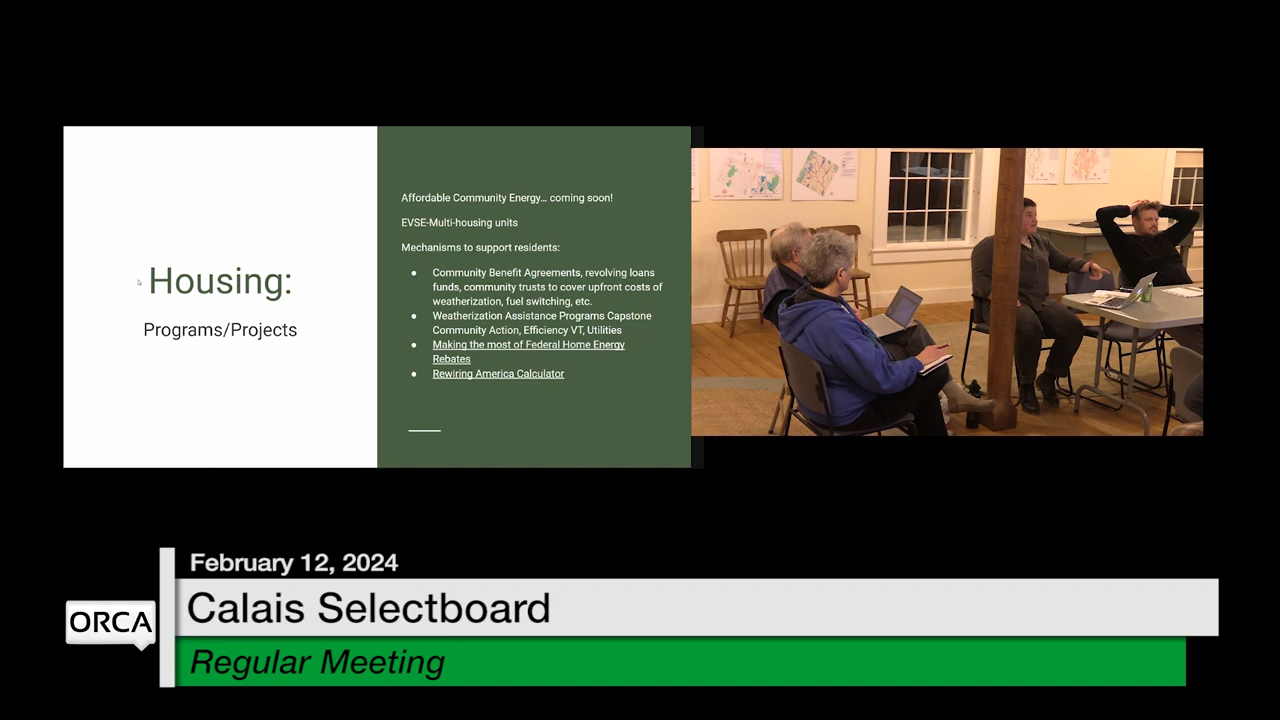 Housing:
Programs/Projects
Affordable Community Energy... coming soon!
EVSE-Multi-housing units
Mechanisms to support residents:
● Community Benefit Agreements, revolving loans
funds, community trusts to cover upfront costs of
weatherization, fuel switching, etc.
● Weatherization Assistance Programs Capstone
Community Action, Efficiency VT, Utilities
● Making the most of Federal Home Energy
Rebates
● Rewiring America Calculator
February 12, 2024
ORCA
Calais Selectboard
Regular Meeting